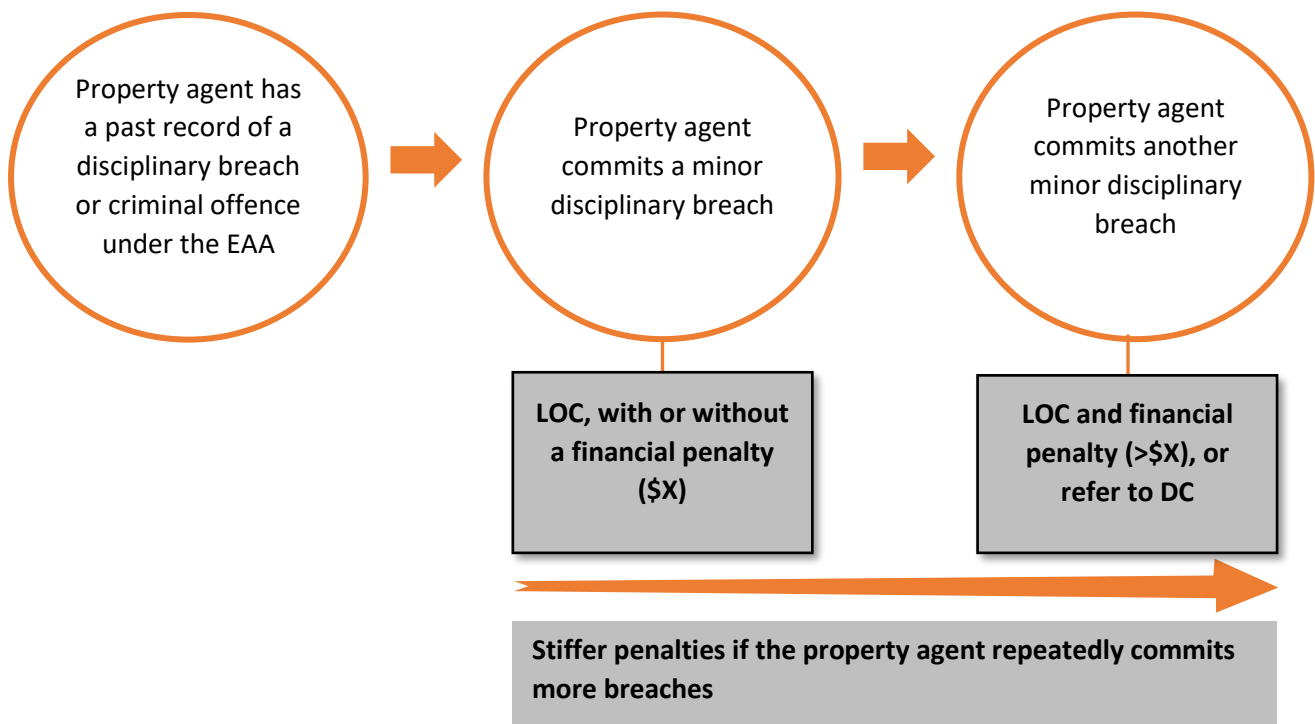 Property agent has
a past record of a
disciplinary breach
or criminal offence
under the EAA
Property agent
commits a minor
disciplinary breach
Property agent
commits another
minor disciplinary
breach
LOC, with or without
a financial penalty
($X)
LOC and financial
penalty (>$X), or
refer to DC
Stiffer penalties if the property agent repeatedly commits
more breaches